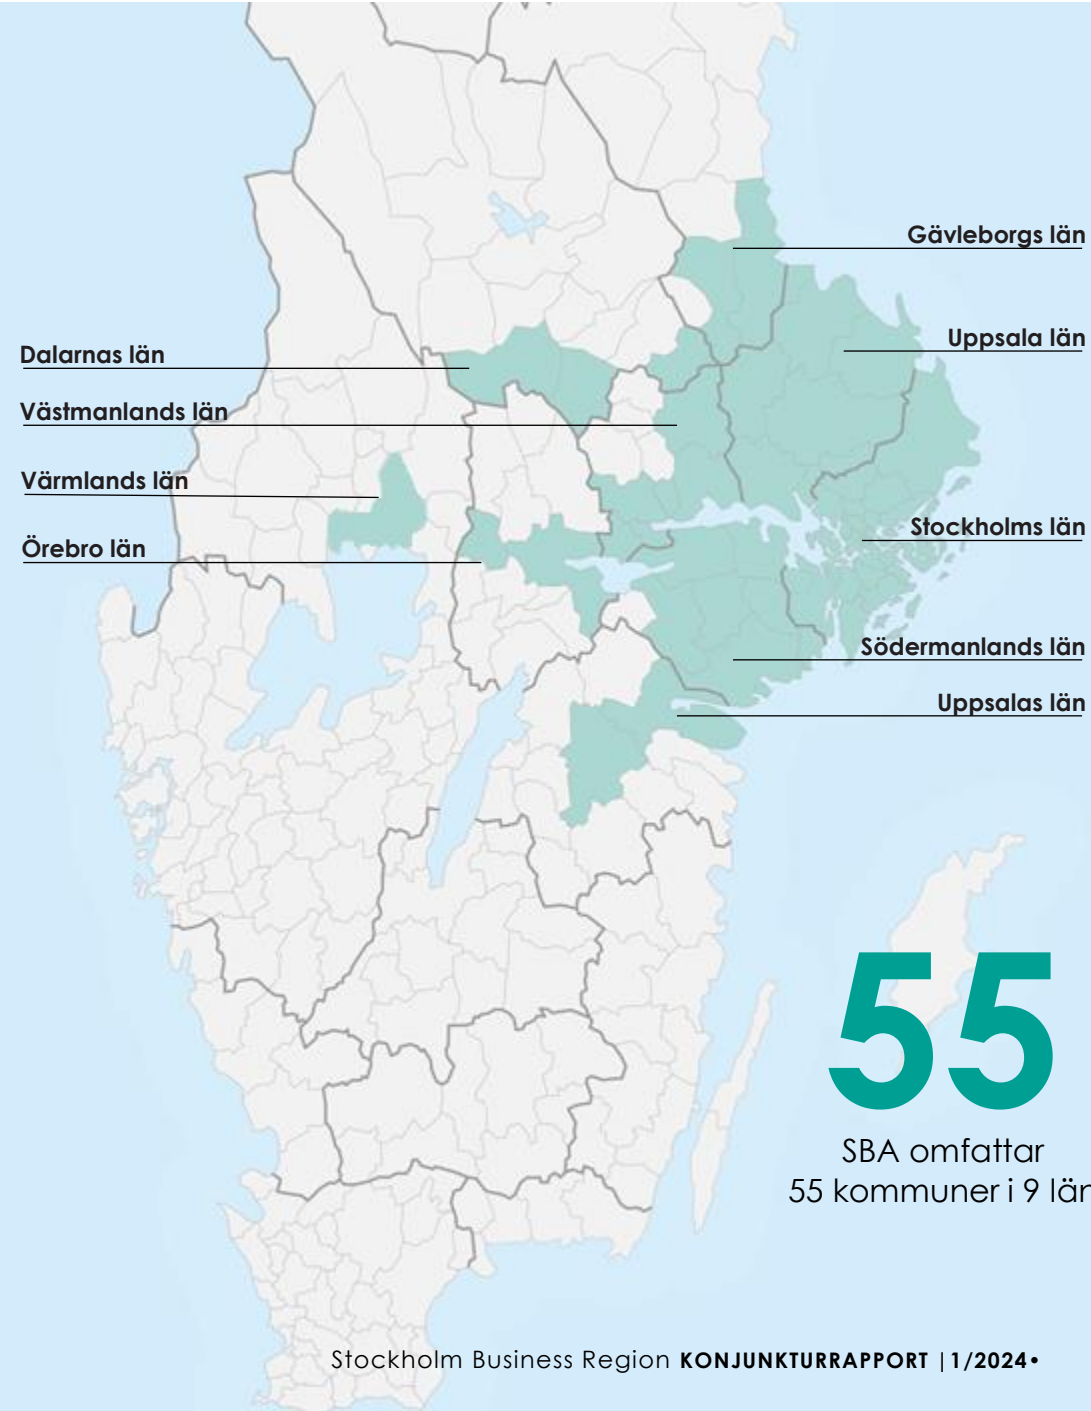 Gävleborgs län
Uppsala län
Dalarnas län
Västmanlands län
Värmlands län
Stockholms län
Örebro län
Södermanlands län
Uppsalas län
55
SBA omfattar
55 kommuner i 9 län
Stockholm Business Region KONJUNKTURRAPPORT |1/2024•